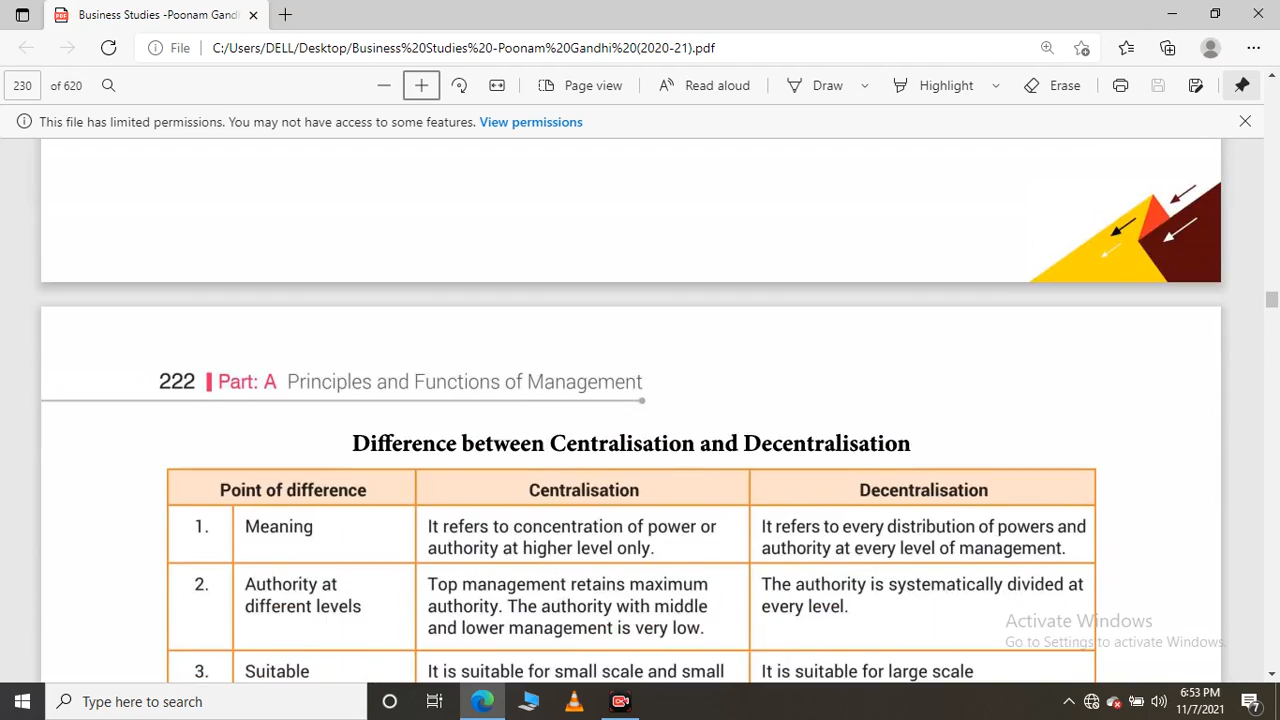 Business Studies -Poonam Gandl
File C:/Users/DELL/Desktop/Business%20Studies%20-Poonam%20Gandhi%20(2020-21).pdf
230 of 620 Page view Read aloud Draw Highlight Erase
This file has limited permissions. You may not have access to some features. View permissions
222 Part: A Principles and Functions of Management
Difference between Centralisation and Decentralisation
Point of difference Centralisation Decentralisation
1. Meaning It refers to concentration of power or It refers to every distribution of powers and
authority at higher level only. authority at every level of management.
2. Authority at Top management retains maximum The authority is systematically divided at
different levels authority. The authority with middle every level.
and lower management is very low.
Activate Windows
Go to Settings to activate Windows.
3. Suitable It is suitable for small scale and small It is suitable for large scale
Type here to search
6:53 PM
11/7/2021
7